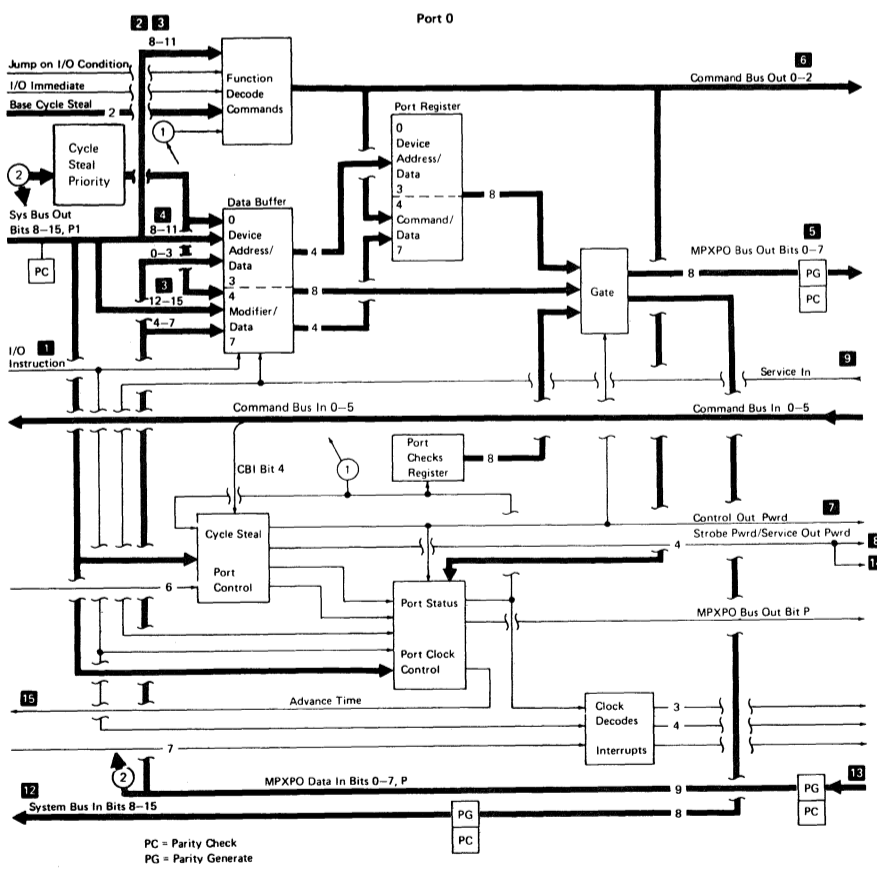 Port 0
2 3
8–11
6
Jump on I/O Condition
I/O Immediate
Base Cycle Steal
2
Function
Decode
Commands
Command Bus Out 0–2
1
Cycle
Steal
Priority
2
Port Register
0
Device
Address/
Data
3
4
Command/
Data
7
8
Sys Bus Out
Bits 8–15, P1
PC
4
8–11
0–3
3
12–15
4–7
Data Buffer
0
Device
Address/
Data
3
4
Modifier/
Data
7
4
8
4
Gate
5
MPXPO Bus Out Bits 0–7
8
PG
PC
I/O
Instruction
1
9
Service In
Command Bus In 0–5
Command Bus In 0–5
CBI Bit 4
1
Port
Checks
Register
8
7
Control Out Pwrd
Strobe Pwrd/Service Out Pwrd
4
8
Cycle Steal
Port
Control
6
Port Status
Port Clock
Control
MPXPO Bus Out Bit P
15
Advance Time
Clock
Decodes
Interrupts
3
4
7
2
MPXPO Data In Bits 0–7, P
9
13
PG
PC
12
System Bus In Bits 8–15
8
PG
PC
PC = Parity Check
PG = Parity Generate